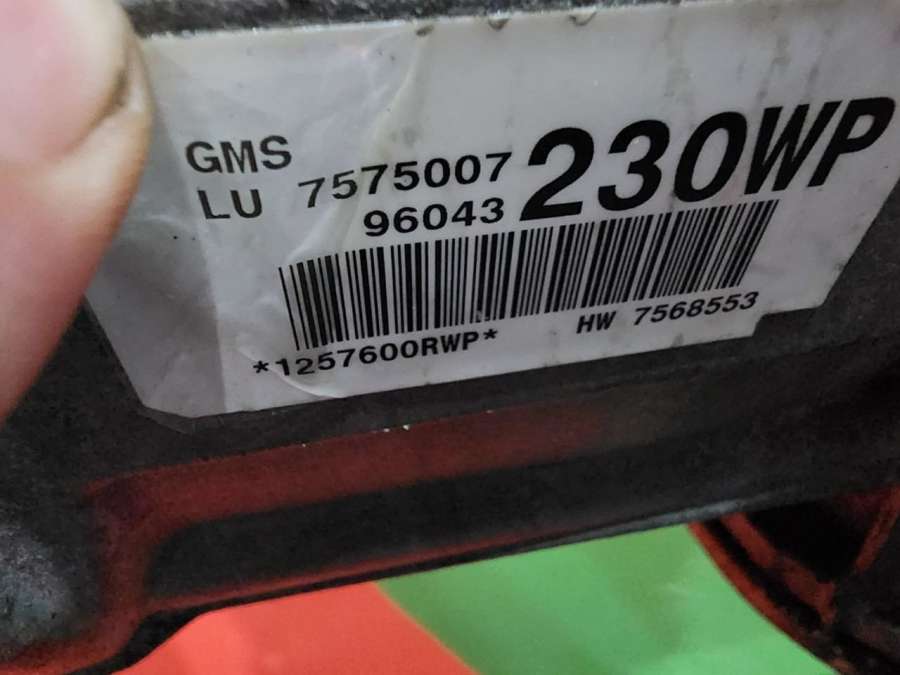 GMS
LU 7575007 230WP
96043
*1257600RWP* HW 7568553